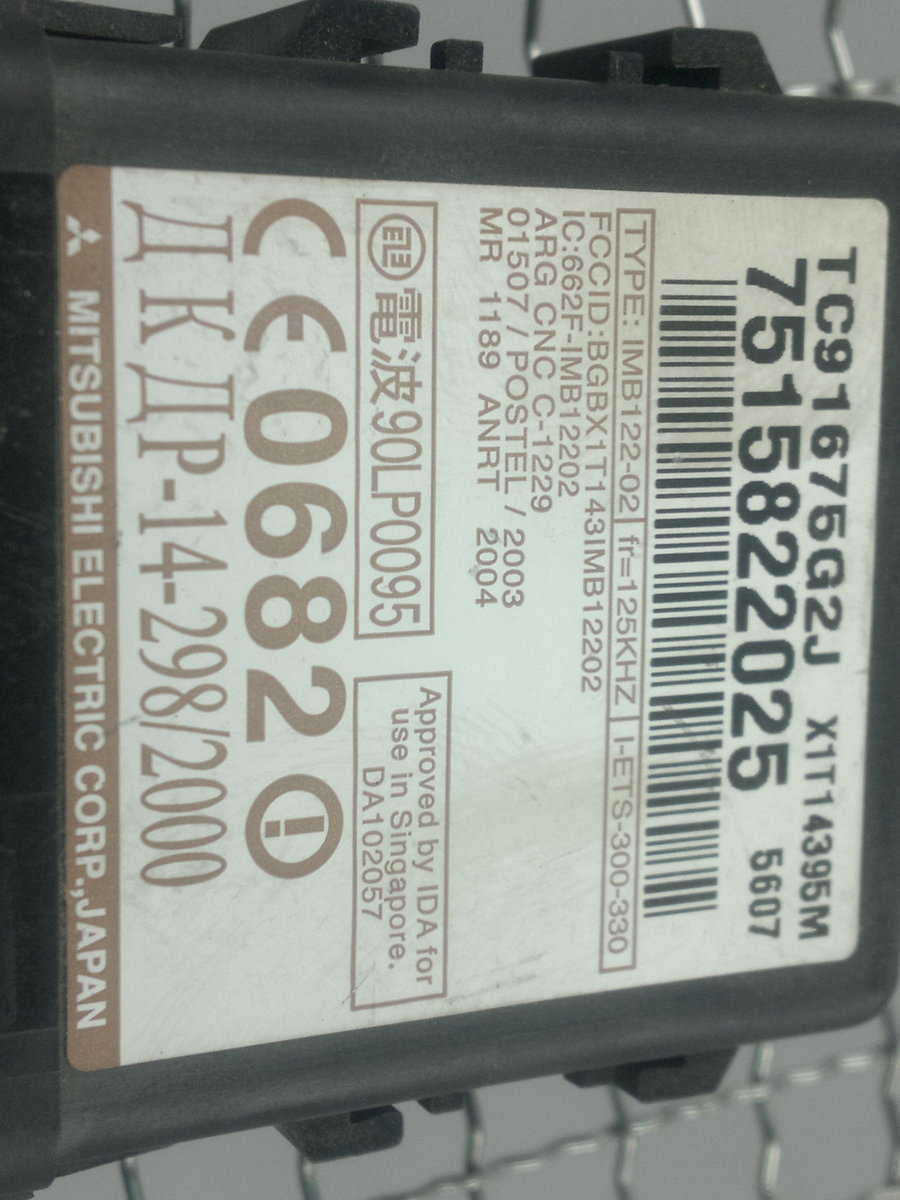 TC91675G2J X1T14395M
7515822025 5607
TYPE: IMB122-02 fr=125KHZ I-ETS-300-330
FCCID:BGBX1T143IMB12202
IC:662F-IMB12202
ARG CNC C-1229
01507 / POSTEL / 2003
MR 1189 ANRT 2004
電波90LP0095
Approved by IDA for
use in Singapore.
DA102057
CE0682
ДКДР-14-298/2000
MITSUBISHI ELECTRIC CORP.,JAPAN